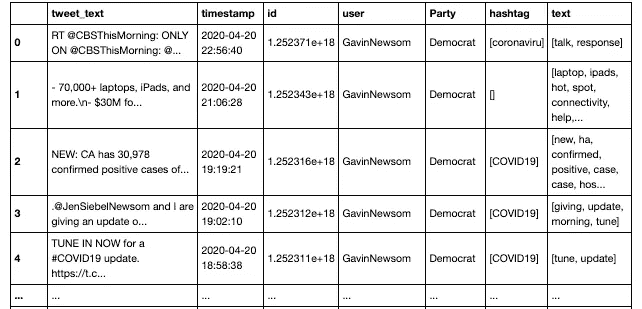 tweet_text timestamp id user Party hashtag text
0 RT @CBSThisMorning: ONLY ON @CBSThisMorning: @... 2020-04-20 22:56:40 1.252371e+18 GavinNewsom Democrat [coronaviru] [talk, response]
1 - 70,000+ laptops, iPads, and more.\n- $30M fo... 2020-04-20 21:06:28 1.252343e+18 GavinNewsom Democrat [] [laptop, ipads, hot, spot, connectivity, help,...
2 NEW: CA has 30,978 confirmed positive cases of... 2020-04-20 19:19:21 1.252316e+18 GavinNewsom Democrat [COVID19] [new, ha, confirmed, positive, case, case, hos...
3 .@JenSiebelNewsom and I are giving an update o... 2020-04-20 19:02:10 1.252312e+18 GavinNewsom Democrat [COVID19] [giving, update, morning, tune]
4 TUNE IN NOW for a #COVID19 update. https://t.c... 2020-04-20 18:58:38 1.252311e+18 GavinNewsom Democrat [COVID19] [tune, update]
... ... ... ... ... ... ... ...